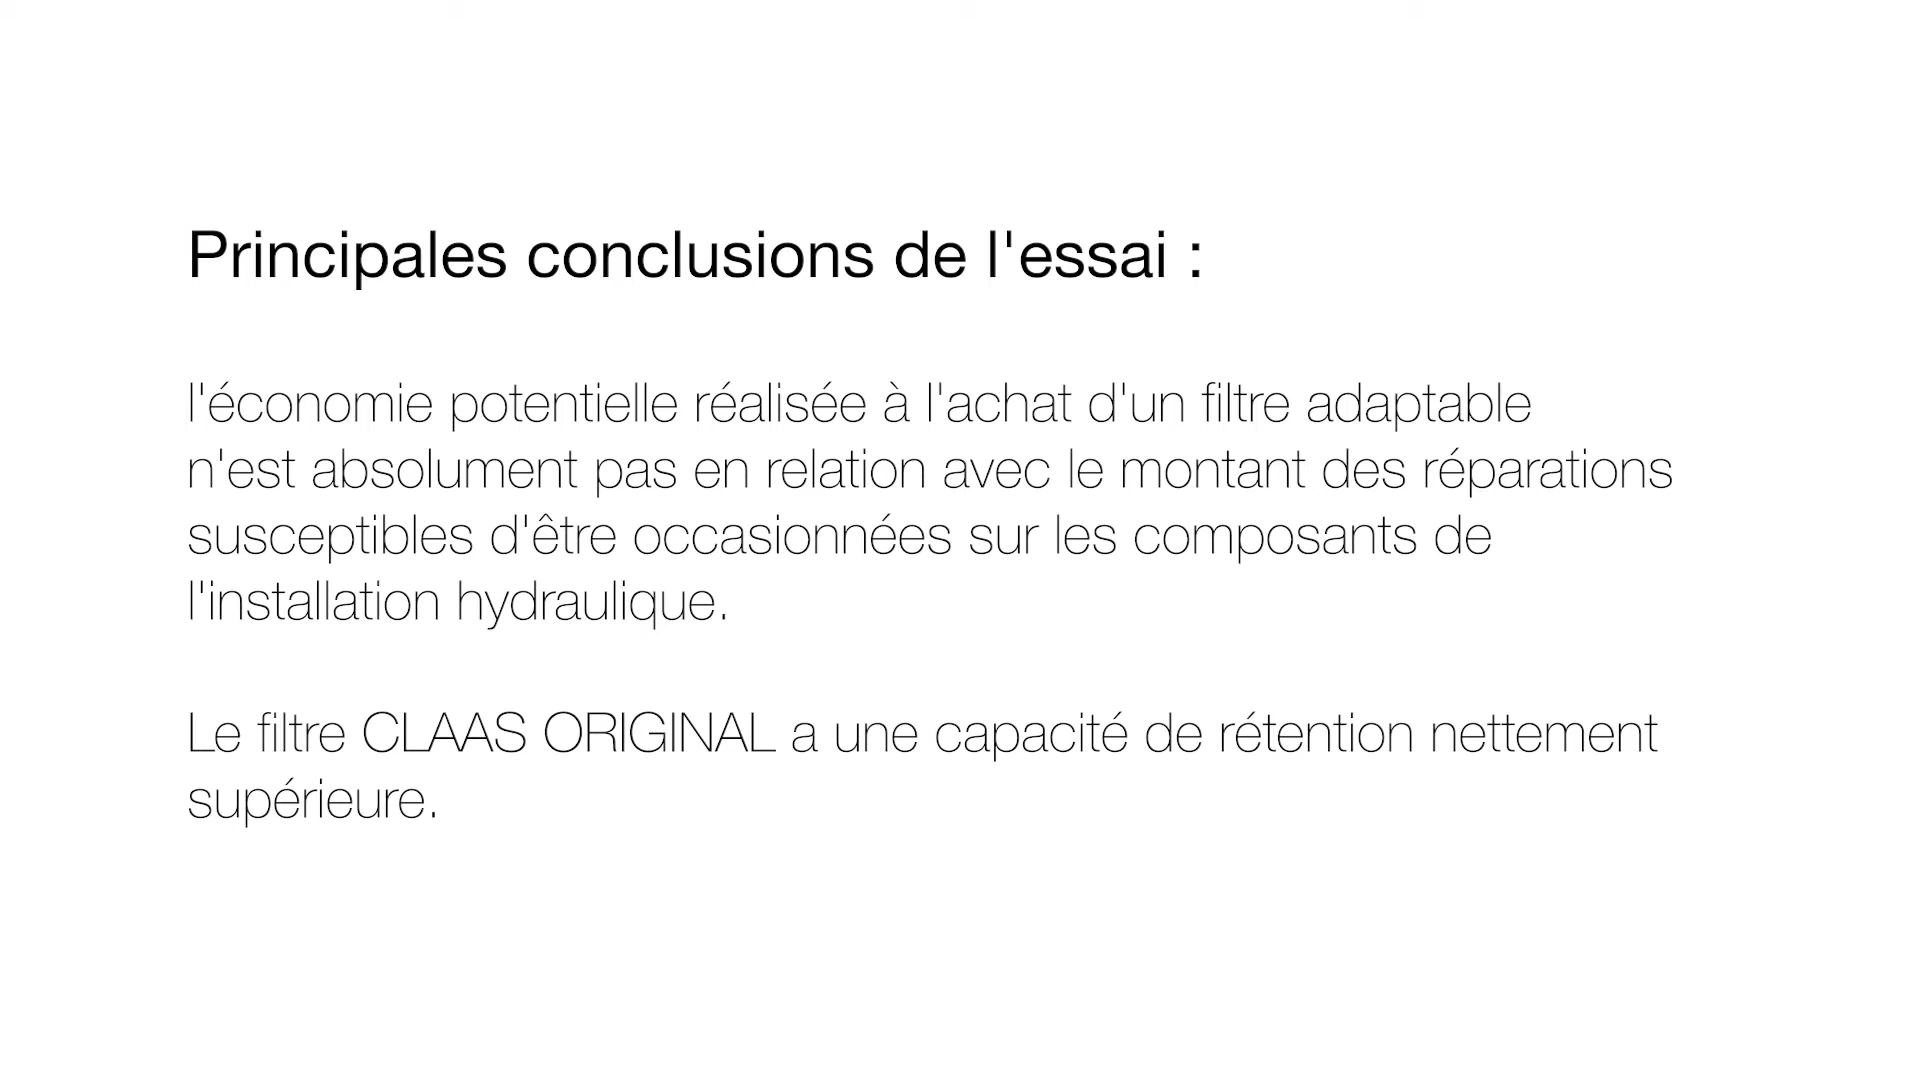 Principales conclusions de l'essai :
l'économie potentielle réalisée à l'achat d'un filtre adaptable
n'est absolument pas en relation avec le montant des réparations
susceptibles d'être occasionnées sur les composants de
l'installation hydraulique.
Le filtre CLAAS ORIGINAL a une capacité de rétention nettement
supérieure.